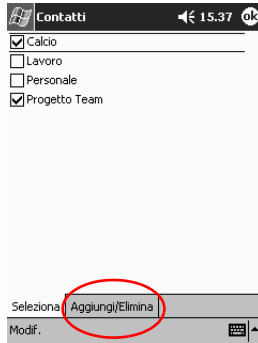 Contatti 15.37 ok
Calcio
Lavoro
Personale
Progetto Team
Seleziona Aggiungi/Elimina
Modif.